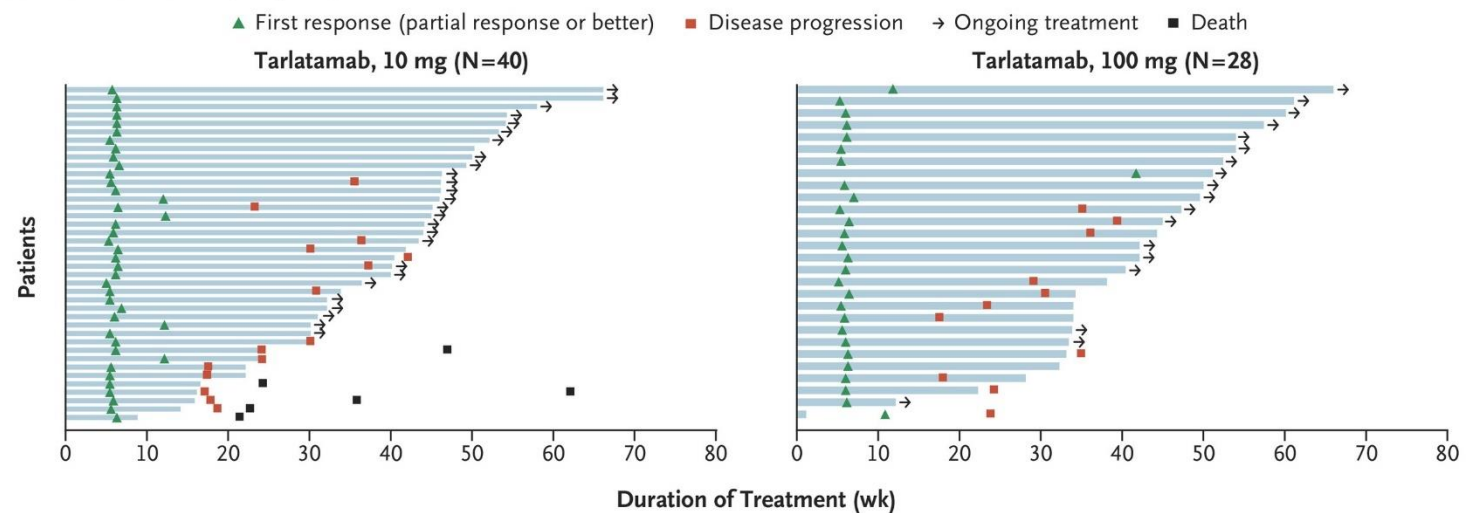 First response (partial response or better) Disease progression Ongoing treatment Death
Tarlatamab, 10 mg (N=40)
Tarlatamab, 100 mg (N=28)
Patients
0 10 20 30 40 50 60 70 80
0 10 20 30 40 50 60 70 80
Duration of Treatment (wk)